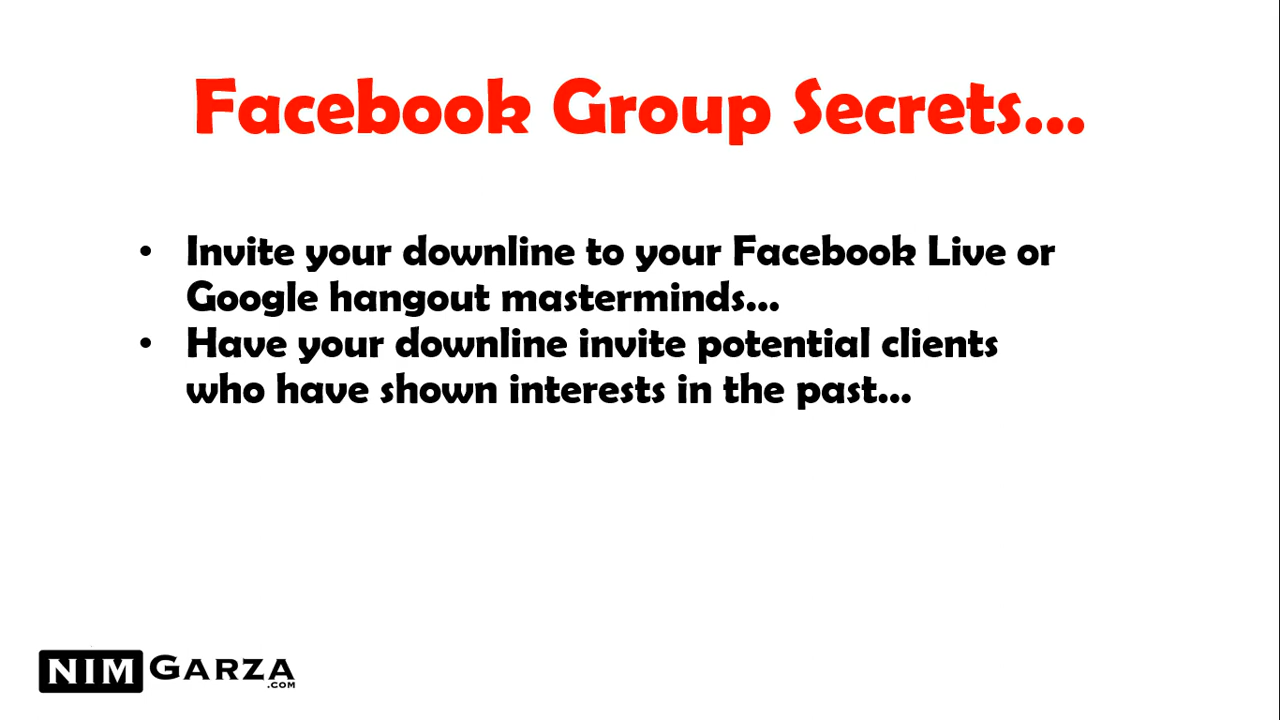 Facebook Group Secrets...
• Invite your downline to your Facebook Live or
Google hangout masterminds...
• Have your downline invite potential clients
who have shown interests in the past...
NIM GARZA
.COM